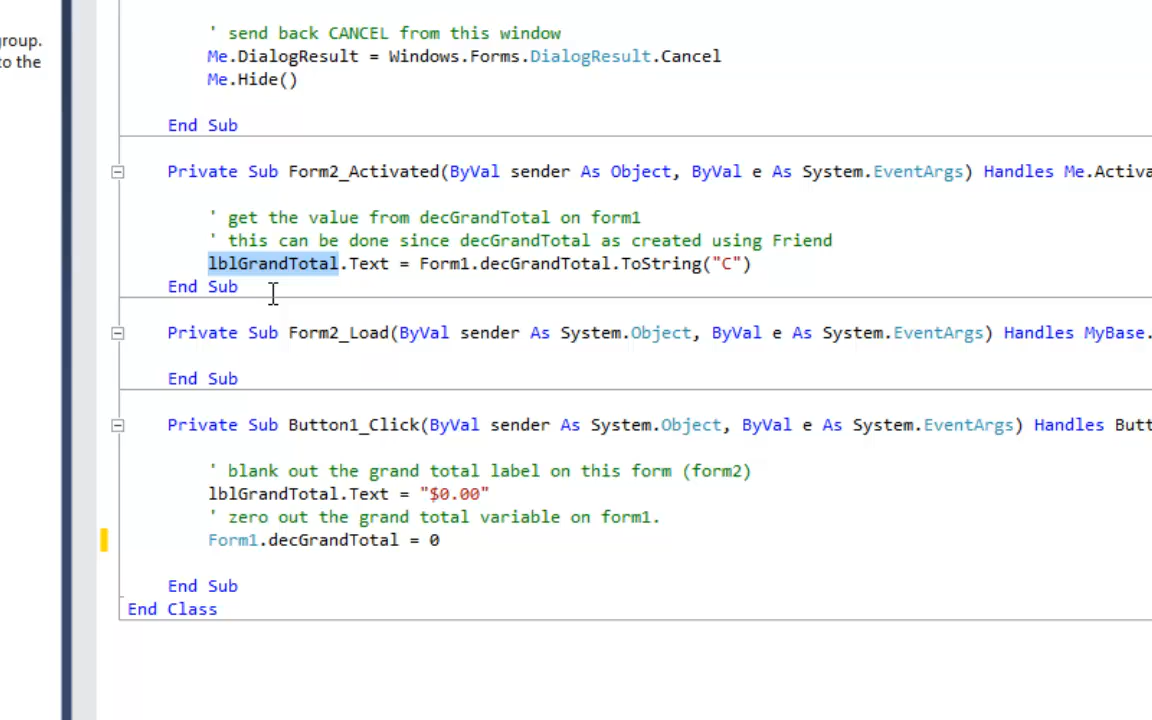 roup.
to the
' send back CANCEL from this window
Me.DialogResult = Windows.Forms.DialogResult.Cancel
Me.Hide()
End Sub
Private Sub Form2_Activated(ByVal sender As Object, ByVal e As System.EventArgs) Handles Me.Activa
' get the value from decGrandTotal on form1
' this can be done since decGrandTotal as created using Friend
lblGrandTotal.Text = Form1.decGrandTotal.ToString("C")
End Sub
Private Sub Form2_Load(ByVal sender As System.Object, ByVal e As System.EventArgs) Handles MyBase.
End Sub
Private Sub Button1_Click(ByVal sender As System.Object, ByVal e As System.EventArgs) Handles Butt
' blank out the grand total label on this form (form2)
lblGrandTotal.Text = "$0.00"
' zero out the grand total variable on form1.
Form1.decGrandTotal = 0
End Sub
End Class